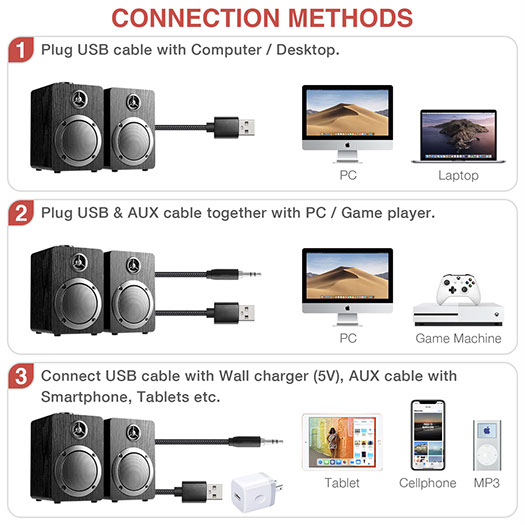 CONNECTION METHODS
1 Plug USB cable with Computer / Desktop.
PC
Laptop
2 Plug USB & AUX cable together with PC / Game player.
PC
Game Machine
3 Connect USB cable with Wall charger (5V), AUX cable with
Smartphone, Tablets etc.
Tablet
Cellphone
MP3